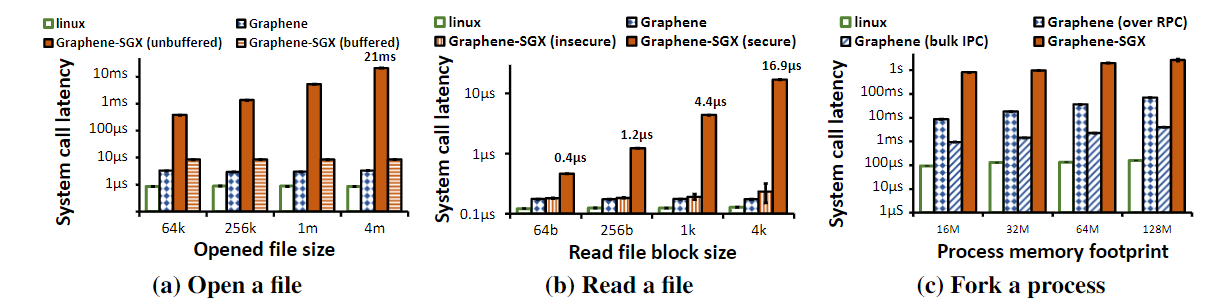 linux Graphene
Graphene-SGX (unbuffered) Graphene-SGX (buffered)
System call latency
10ms
1ms
100µs
10µs
1µs
21ms
64k 256k 1m 4m
Opened file size
(a) Open a file
linux Graphene
Graphene-SGX (insecure) Graphene-SGX (secure)
System call latency
10µs
1µs
0.1µs
0.4µs
1.2µs
4.4µs
16.9µs
64b 256b 1k 4k
Read file block size
(b) Read a file
linux Graphene (over RPC)
Graphene (bulk IPC) Graphene-SGX
System call latency
1s
100ms
10ms
1ms
100µs
10µs
1µS
16M 32M 64M 128M
Process memory footprint
(c) Fork a process